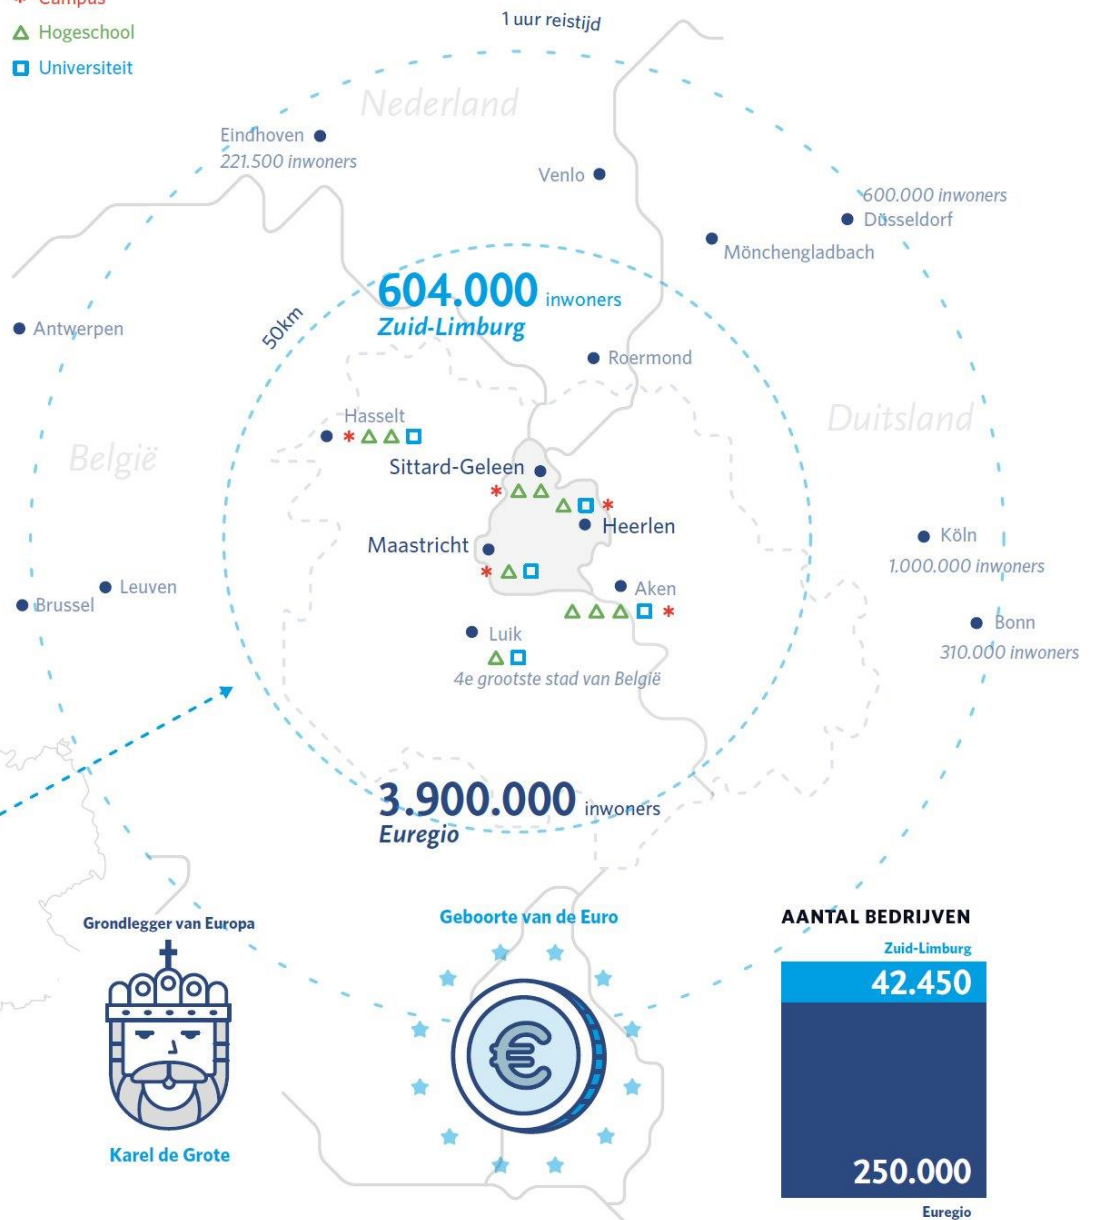 Campus
Hogeschool
Universiteit
1 uur reistijd
Nederland
Eindhoven
221.500 inwoners
Venlo
600.000 inwoners
Düsseldorf
Mönchengladbach
604.000 inwoners
Zuid-Limburg
50km
Antwerpen
Roermond
Hasselt
Duitsland
België
Sittard-Geleen
Heerlen
Maastricht
Köln
1.000.000 inwoners
Leuven
Aken
Brussel
Bonn
310.000 inwoners
Luik
4e grootste stad van België
3.900.000 inwoners
Euregio
Grondlegger van Europa
Karel de Grote
Geboorte van de Euro
€
AANTAL BEDRIJVEN
Zuid-Limburg
42.450
250.000
Euregio